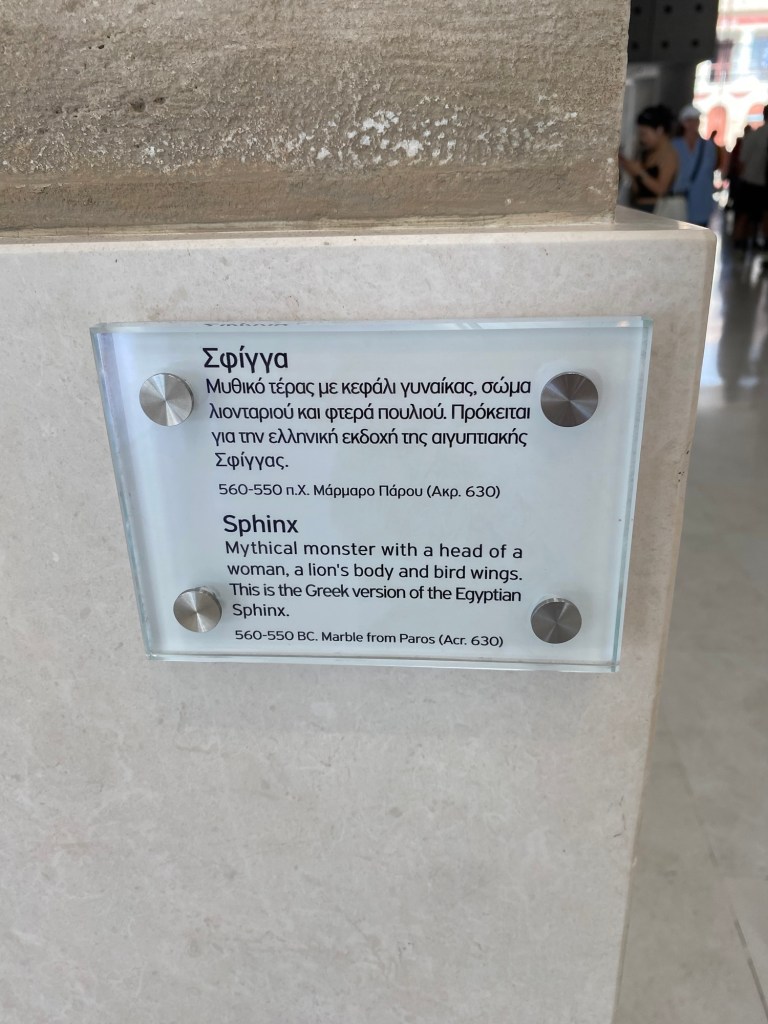 Σφίγγα
Μυθικό τέρας με κεφάλι γυναίκας, σώμα
λιονταριού και φτερά πουλιού. Πρόκειται
για την ελληνική εκδοχή της αιγυπτιακής
Σφίγγας.
560-550 π.Χ. Μάρμαρο Πάρου (Ακρ. 630)
Sphinx
Mythical monster with a head of a
woman, a lion's body and bird wings.
This is the Greek version of the Egyptian
Sphinx.
560-550 BC. Marble from Paros (Acr. 630)